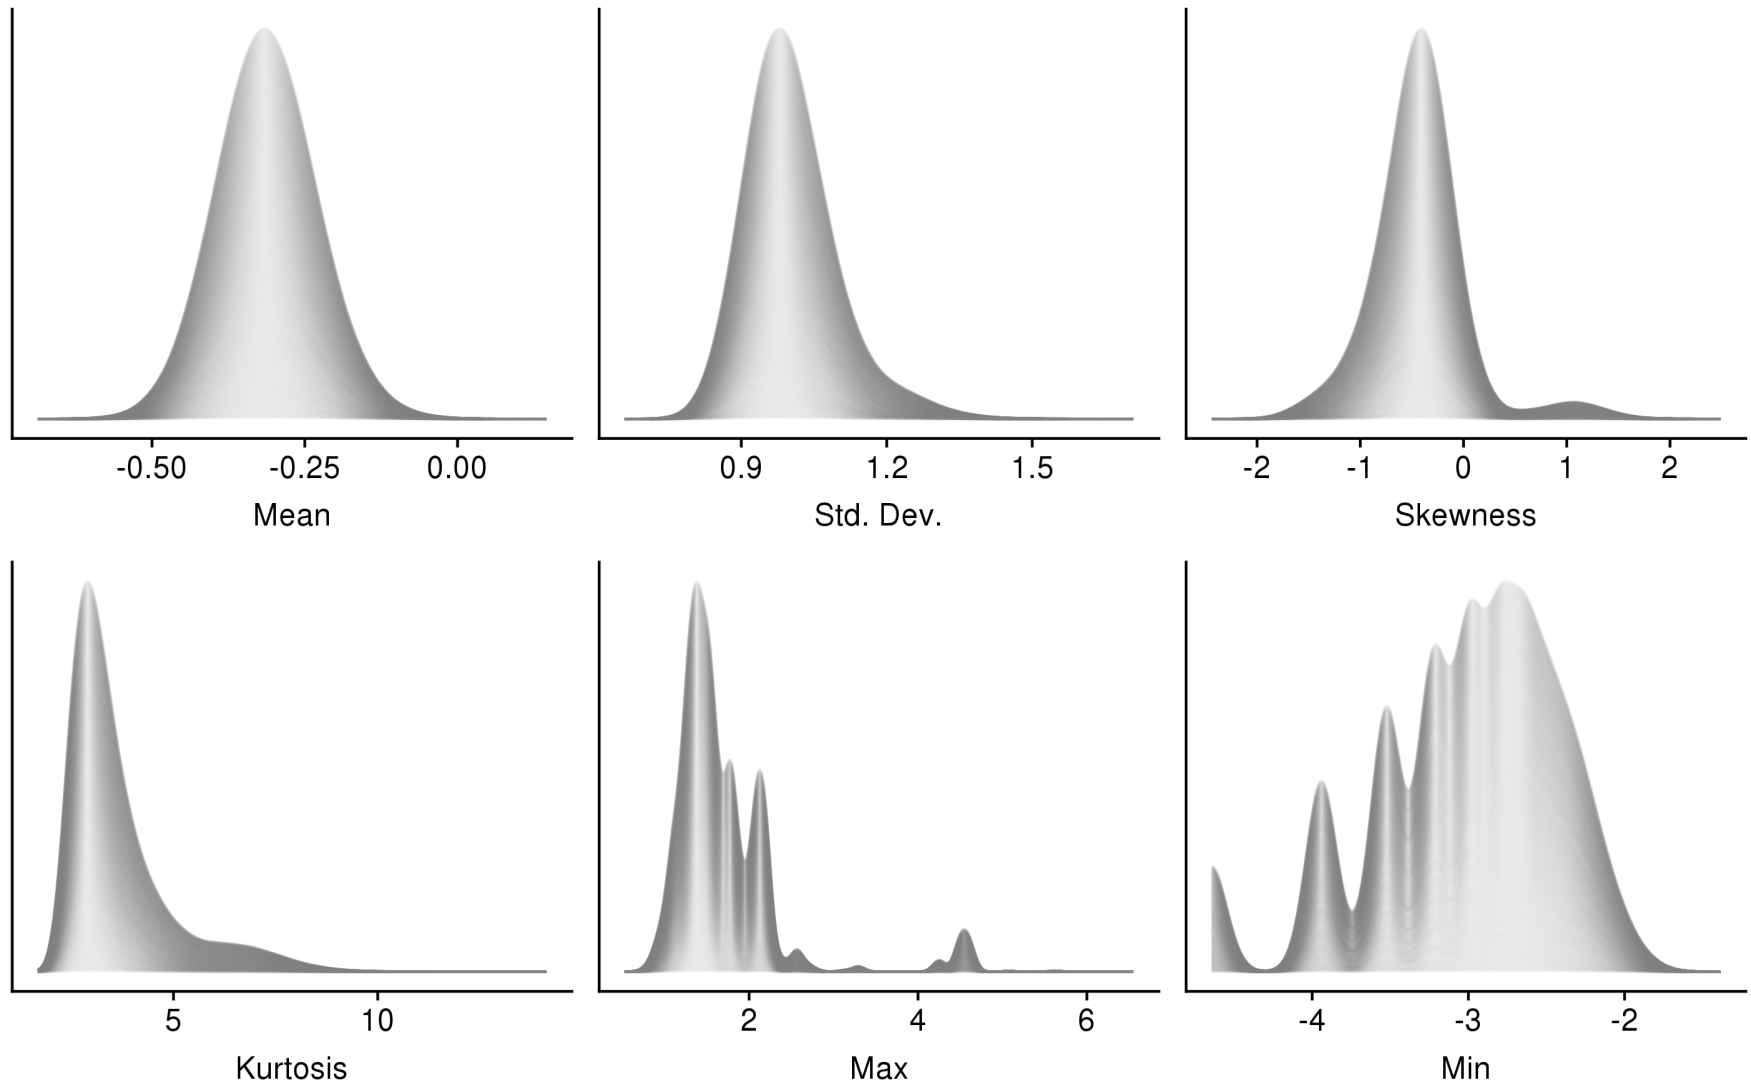 -0.50 -0.25 0.00
Mean
0.9 1.2 1.5
Std. Dev.
-2 -1 0 1 2
Skewness
5 10
Kurtosis
2 4 6
Max
-4 -3 -2
Min